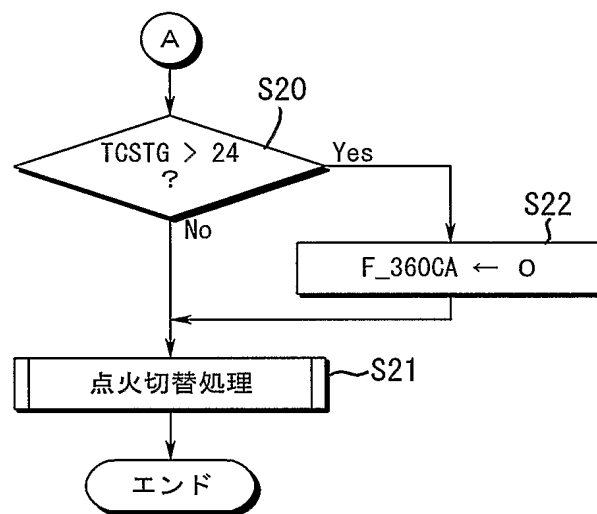 A
S20
TCSTG > 24
?
Yes
No
S22
F_360CA ← 0
点火切替処理
S21
エンド